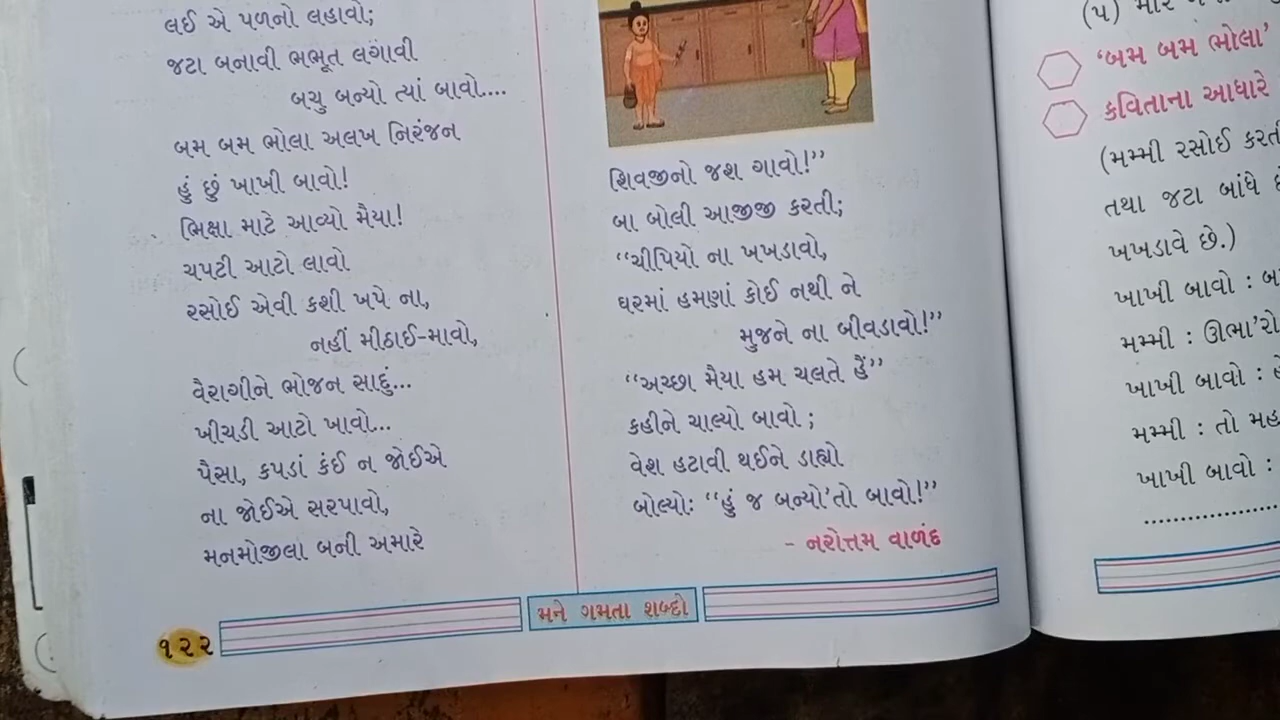 લઈ એ પળનો લહાવો;
જટા બનાવી ભભૂત લગાવી
બચુ બન્યો ત્યાં બાવો....
બમ બમ ભોલા અલખ નિરંજન
હું છું ખાખી બાવો!
ભિક્ષા માટે આવ્યો મૈયા!
ચપટી આટો લાવો
રસોઈ એવી કશી ખપે ના,
નહીં મીઠાઈ-માવો,
વૈરાગીને ભોજન સાદું...
ખીચડી આટો ખાવો...
પૈસા, કપડાં કંઈ ન જોઈએ
ના જોઈએ સરપાવો,
મનમોજીલા બની અમારે
શિવજીનો જશ ગાવો!”
બા બોલી આજીજી કરતી;
“ચીપિયો ના ખખડાવો,
ઘરમાં હમણાં કોઈ નથી ને
મુજને ના બીવડાવો!”
“અચ્છા મૈયા હમ ચલતે હૈં”
કહીને ચાલ્યો બાવો ;
વેશ હટાવી થઈને ડાહ્યો
બોલ્યોઃ “હું જ બન્યો'તો બાવો!”
- નરોત્તમ વાળંદ
મને ગમતા શબ્દો
૧૨૨
(૫)
‘બમ બમ ભોલા’
કવિતાના આધારે
(મમ્મી રસોઈ
તથા જટા બાંધે
ખખડાવે છે.)
ખાખી બાવો :
મમ્મી : ઊભા'રો
ખાખી બાવો :
મમ્મી : તો
ખાખી બાવો :